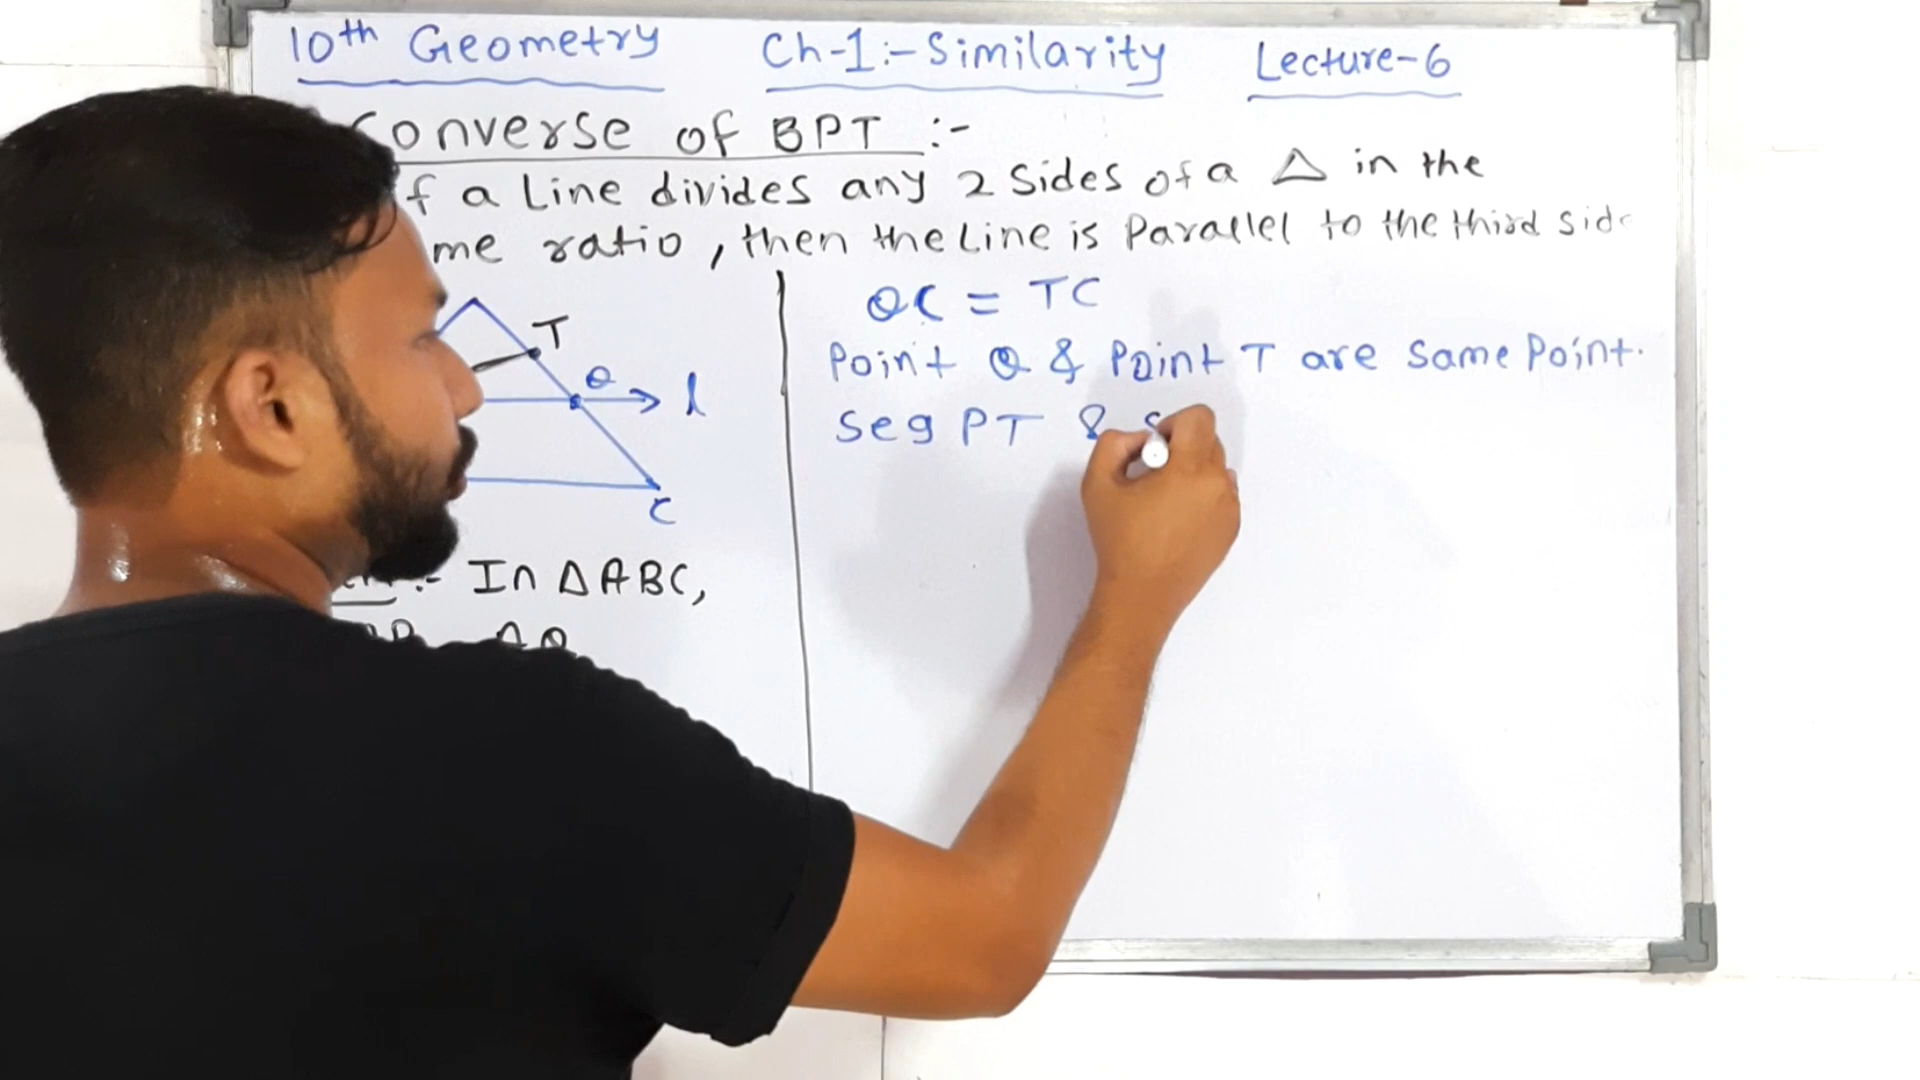 10th Geometry Ch-1:- Similarity Lecture-6
Converse of BPT :-
f a Line divides any 2 Sides of a △ in the
me ratio, then the Line is Parallel to the third side
QC = TC
T
Point Q & Point T are Same Point.
Q
l
Seg PT & S
C
:- In △ABC,
AQ